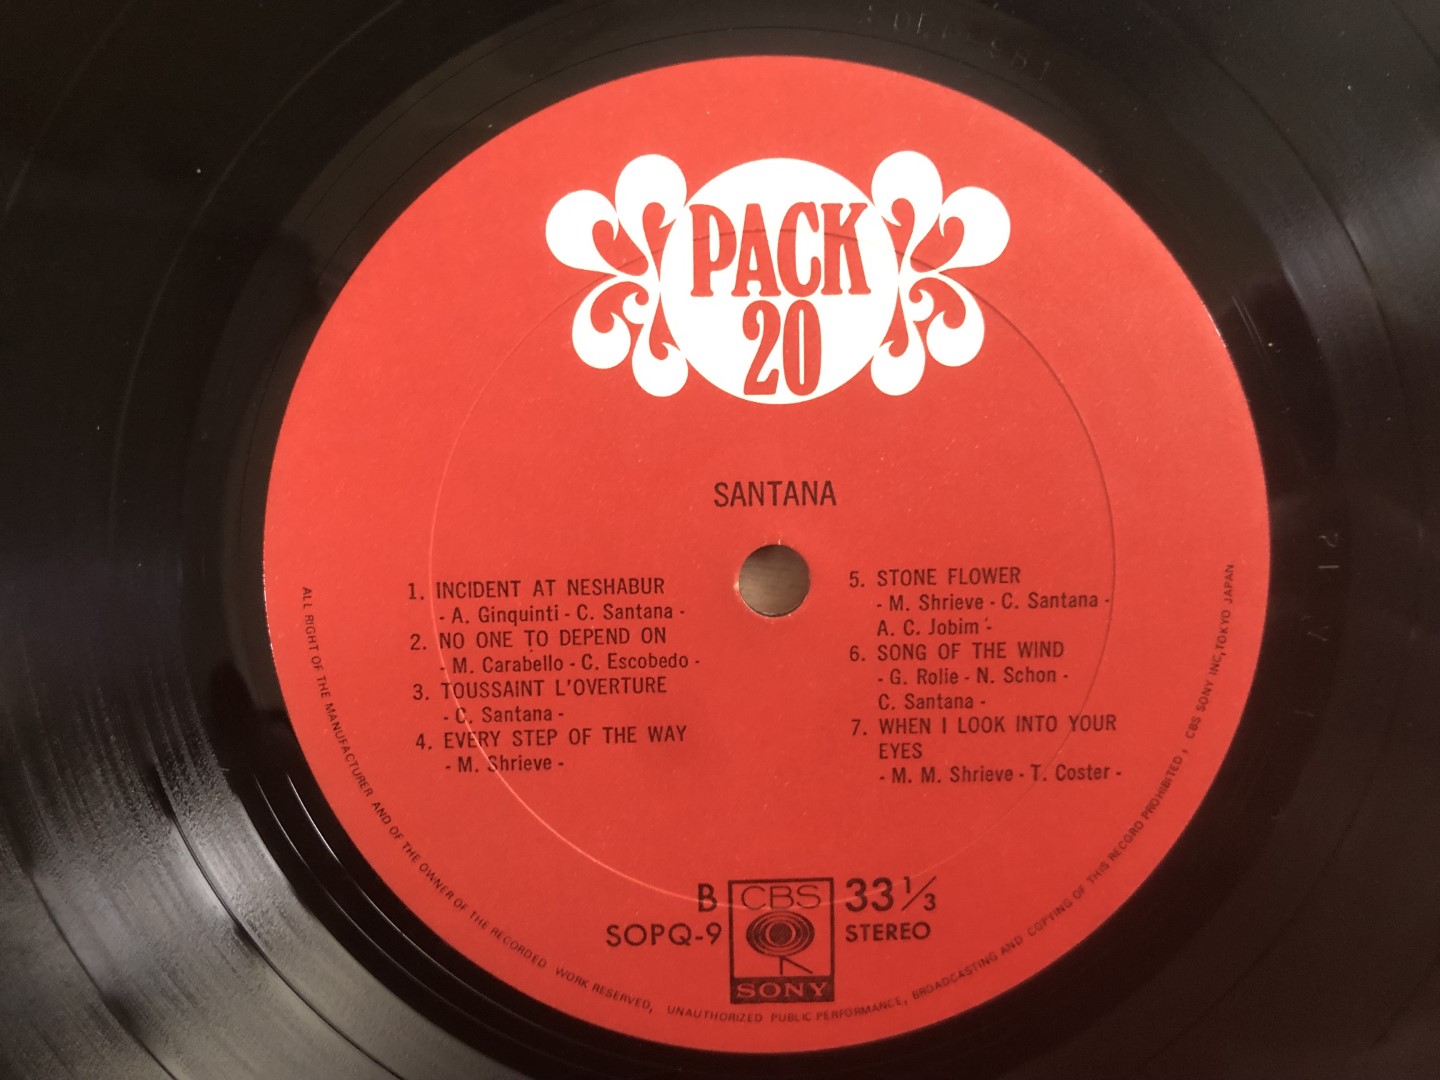 PACK
20
SANTANA
1. INCIDENT AT NESHABUR
- A. Ginquinti - C. Santana -
2. NO ONE TO DEPEND ON
- M. Carabello - C. Escobedo -
3. TOUSSAINT L'OVERTURE
- C. Santana -
4. EVERY STEP OF THE WAY
- M. Shrieve -
5. STONE FLOWER
- M. Shrieve - C. Santana -
A. C. Jobim -
6. SONG OF THE WIND
- G. Rolie - N. Schon -
C. Santana -
7. WHEN I LOOK INTO YOUR
EYES
- M. M. Shrieve - T. Coster -
B
SOPQ-9
CBS
SONY
33 1/3
STEREO
ALL RIGHT OF THE MANUFACTURER AND OF THE OWNER OF THE RECORDED WORK RESERVED, UNAUTHORIZED PUBLIC PERFORMANCE, BROADCASTING AND COPYING OF THIS RECORD PROHIBITED, CBS SONY INC, TOKYO JAPAN